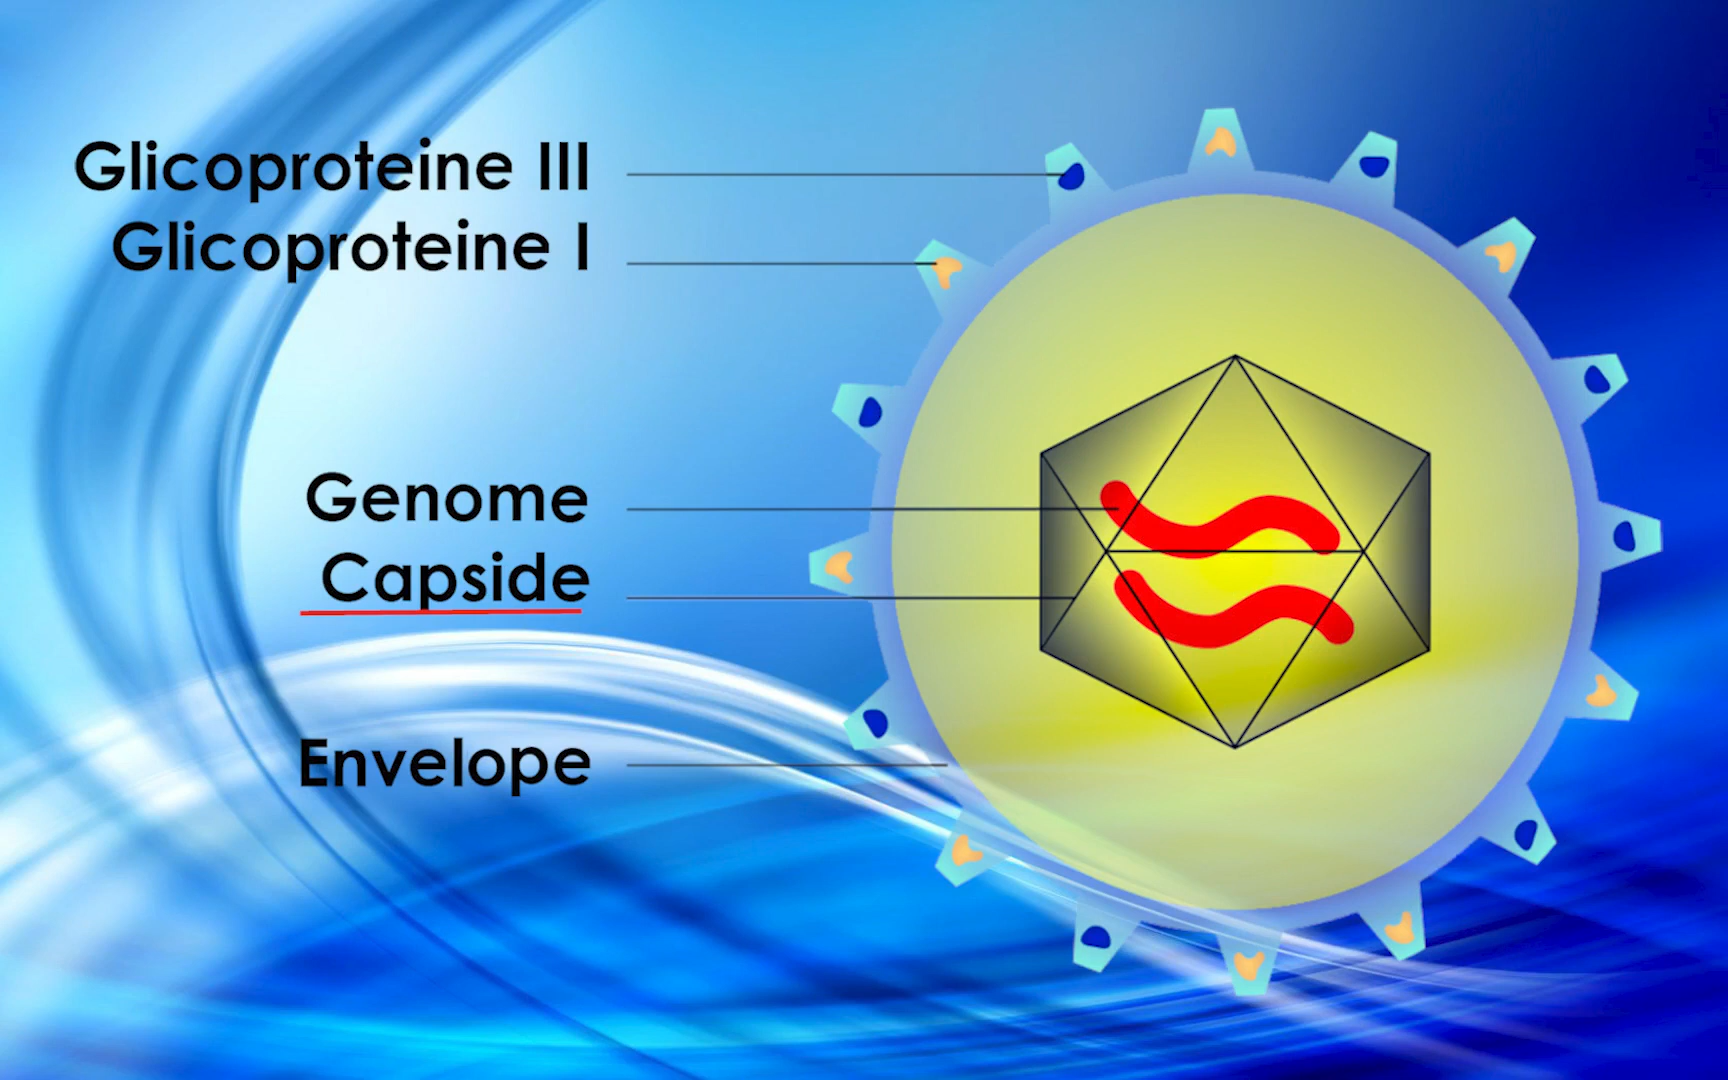 Glicoproteine III
Glicoproteine I
Genome
Capside
Envelope